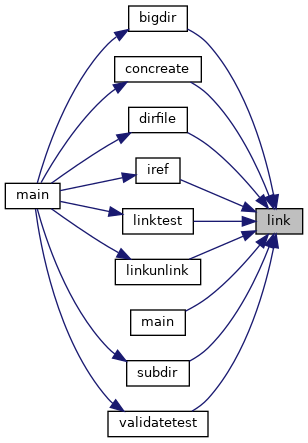 bigdir
concreate
dirfile
iref
main
linktest
link
linkunlink
main
subdir
validatetest